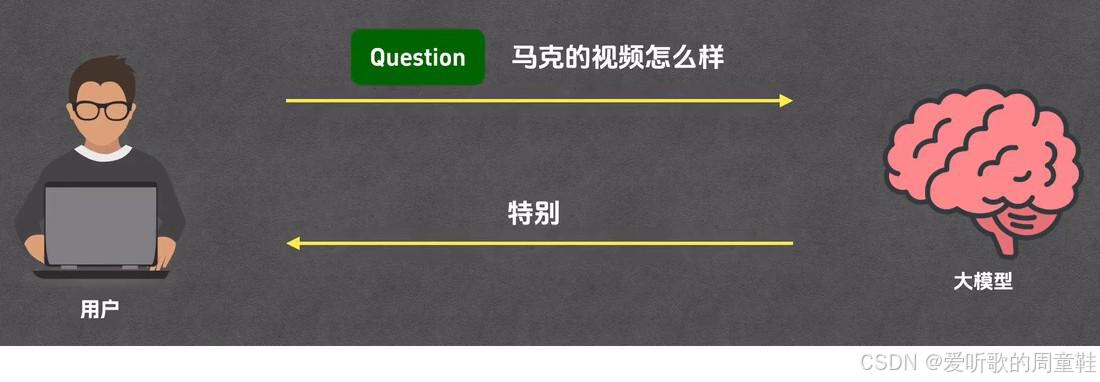 Question
马克的视频怎么样
特别
用户
大模型
CSDN @爱听歌的周童鞋